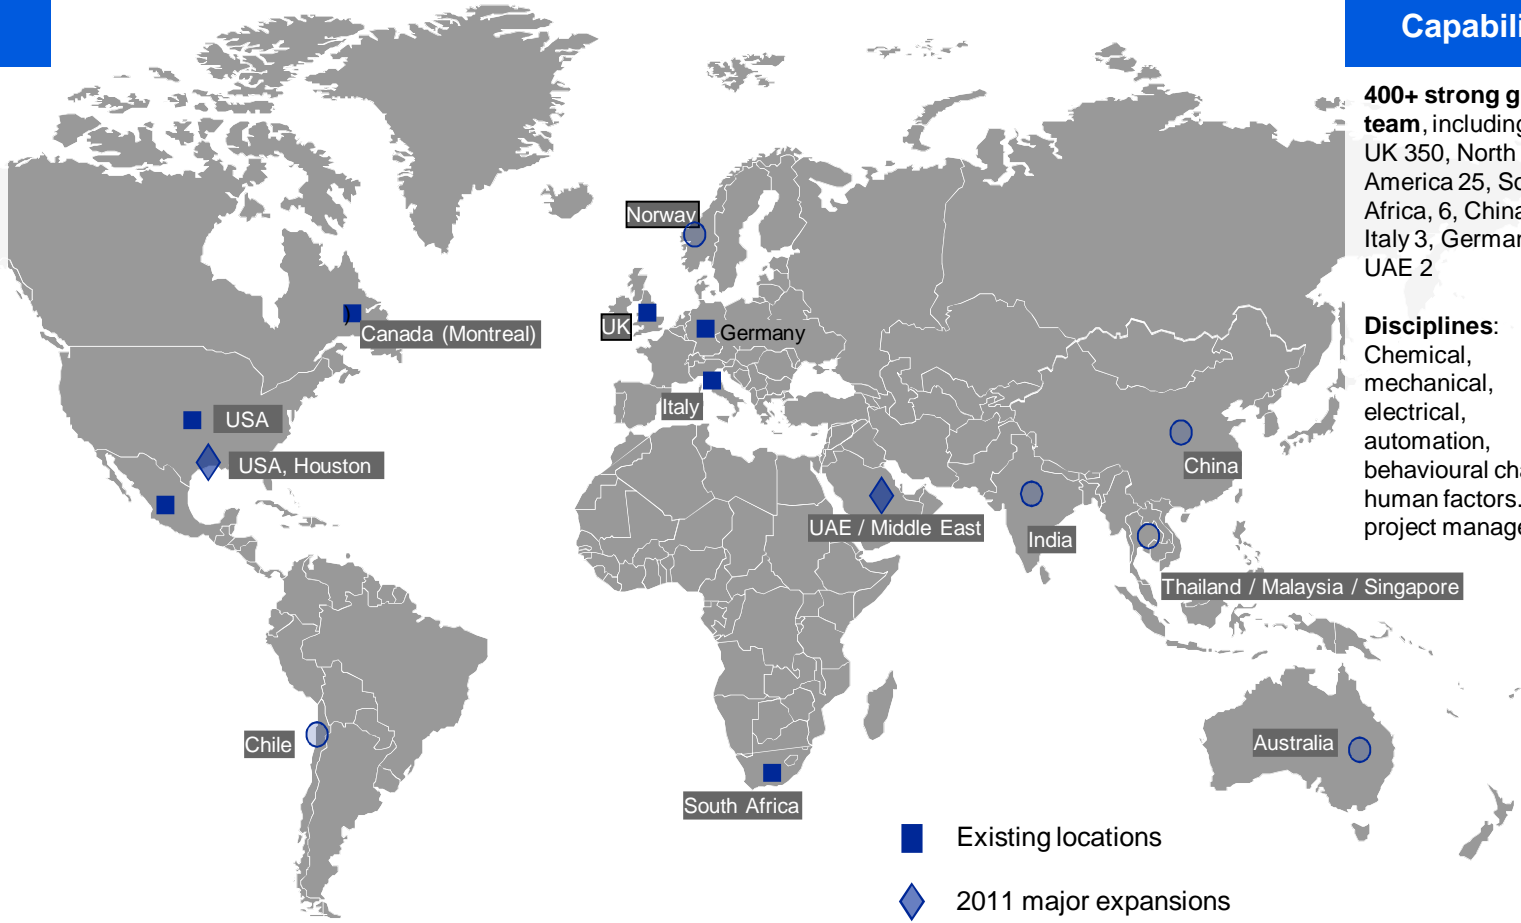 Capabili
400+ strong g
team, including
UK 350, North
America 25, So
Africa, 6, China
Italy 3, German
UAE 2
Disciplines:
Chemical,
mechanical,
electrical,
automation,
behavioural cha
human factors.
project manage
Norway
UK
Germany
Canada (Montreal)
)
Italy
USA
USA, Houston
China
UAE / Middle East
India
Thailand / Malaysia / Singapore
Chile
Australia
South Africa
Existing locations
2011 major expansions